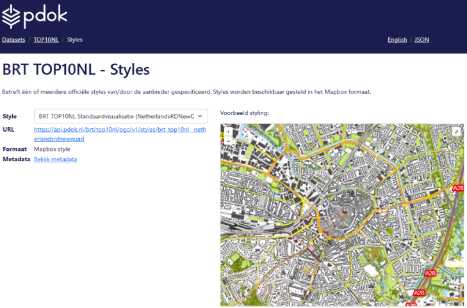 pdok
Datasets / TOP10NL / Styles
English | JSON
BRT TOP10NL - Styles
Betreft één of meerdere officiële styles van/door de aanbieder gespecificeerd. Styles worden beschikbaar gesteld in het Mapbox formaat.
Style BRT TOP10NL Standaardvisualisatie (NetherlandsRDNewQ
URL https://api.pdok.nl/brt/top10nl/ogc/v1/styles/brt_top10nl__neth
erlandsrdnewquad
Formaat Mapbox style
Metadata Bekijk metadata
Voorbeeld styling:
A28
A28
A28